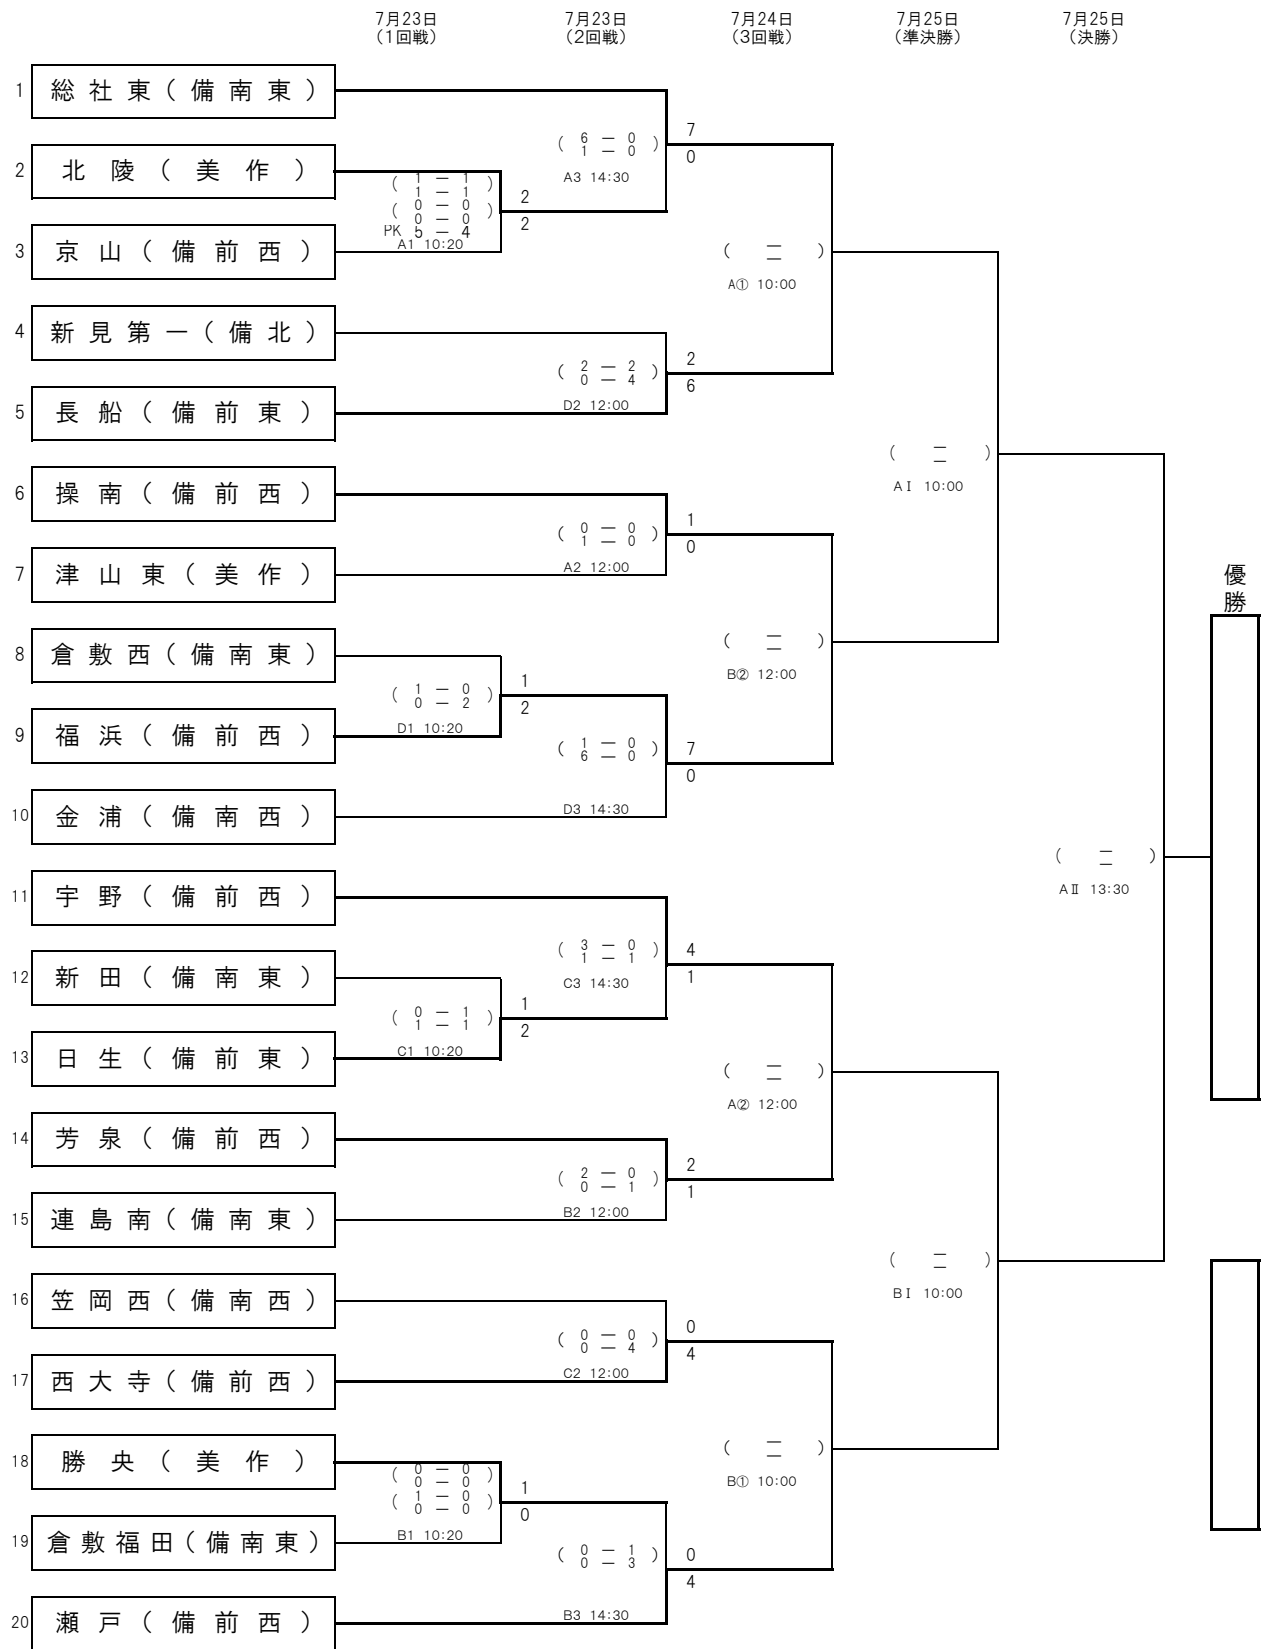 7月23日 7月23日 7月24日 7月25日 7月25日
（1回戦） （2回戦） （3回戦） （準決勝） （決勝）
1 総社東（備南東）
7
( 6 — 0 )
1 — 0
0
A3 14:30
2 北陵（美作）
( 1 — 1 )
1 — 1
2
( 0 — 0 )
0 — 0
2
PK 5 — 4
A1 10:20
3 京山（備前西）
( — )
—
A① 10:00
4 新見第一（備北）
2
( 2 — 2 )
0 — 4
6
D2 12:00
5 長船（備前東）
( — )
—
AⅠ 10:00
6 操南（備前西）
1
( 0 — 0 )
1 — 0
0
A2 12:00
7 津山東（美作）
優勝
8 倉敷西（備南東）
( — )
—
B② 12:00
1
( 1 — 0 )
0 — 2
2
D1 10:20
9 福浜（備前西）
7
( 1 — 0 )
6 — 0
0
D3 14:30
10 金浦（備南西）
( — )
—
AⅡ 13:30
11 宇野（備前西）
4
( 3 — 0 )
1 — 1
1
C3 14:30
12 新田（備南東）
1
( 0 — 1 )
1 — 1
2
C1 10:20
13 日生（備前東）
( — )
—
A② 12:00
14 芳泉（備前西）
2
( 2 — 0 )
0 — 1
1
B2 12:00
15 連島南（備南東）
( — )
—
BⅠ 10:00
16 笠岡西（備南西）
0
( 0 — 0 )
0 — 4
4
C2 12:00
17 西大寺（備前西）
( — )
—
B① 10:00
18 勝央（美作）
( 0 — 0 )
0 — 0
1
( 1 — 0 )
0 — 0
0
B1 10:20
19 倉敷福田（備南東）
0
( 0 — 1 )
0 — 3
4
B3 14:30
20 瀬戸（備前西）